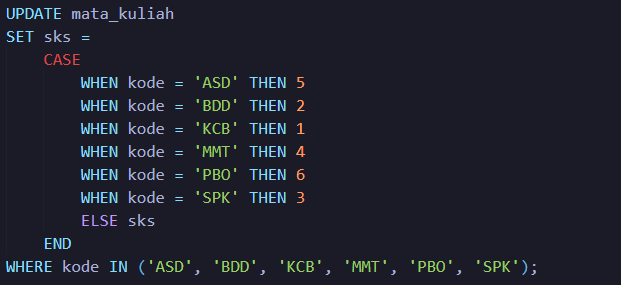 UPDATE mata_kuliah
SET sks =
    CASE
        WHEN kode = 'ASD' THEN 5
        WHEN kode = 'BDD' THEN 2
        WHEN kode = 'KCB' THEN 1
        WHEN kode = 'MMT' THEN 4
        WHEN kode = 'PBO' THEN 6
        WHEN kode = 'SPK' THEN 3
        ELSE sks
    END
WHERE kode IN ('ASD', 'BDD', 'KCB', 'MMT', 'PBO', 'SPK');